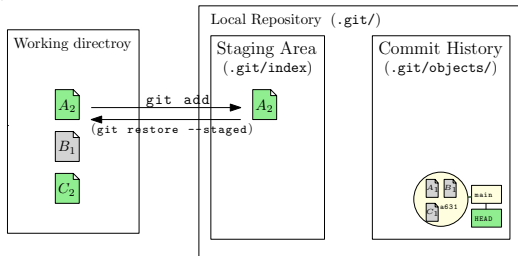 Local Repository (.git/)
Working directroy
Staging Area
(.git/index)
Commit History
(.git/objects/)
A2
git add
A2
(git restore --staged)
B1
C2
A1 B1
C1 a631
main
HEAD